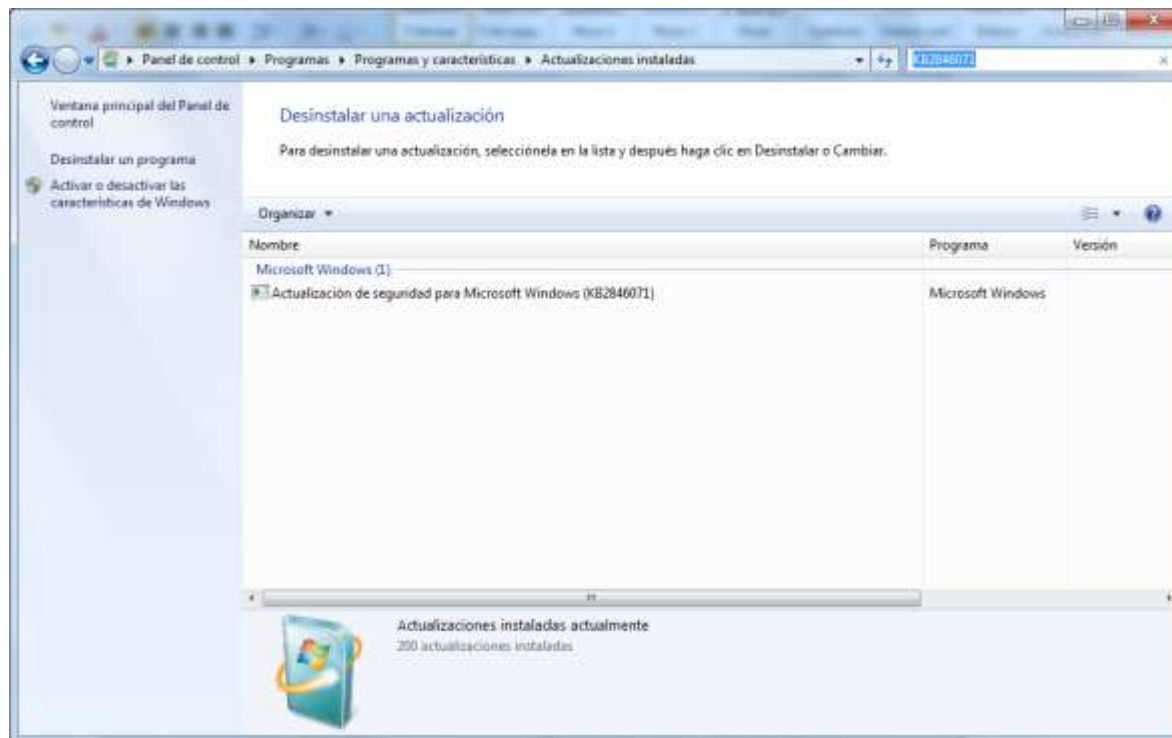 Panel de control ▸ Programas ▸ Programas y características ▸ Actualizaciones instaladas
KB2846071
Ventana principal del Panel de
control
Desinstalar un programa
Activar o desactivar las
características de Windows
Desinstalar una actualización
Para desinstalar una actualización, selecciónela en la lista y después haga clic en Desinstalar o Cambiar.
Organizar
Nombre Programa Versión
Microsoft Windows (1)
Actualización de seguridad para Microsoft Windows (KB2846071) Microsoft Windows
Actualizaciones instaladas actualmente
200 actualizaciones instaladas